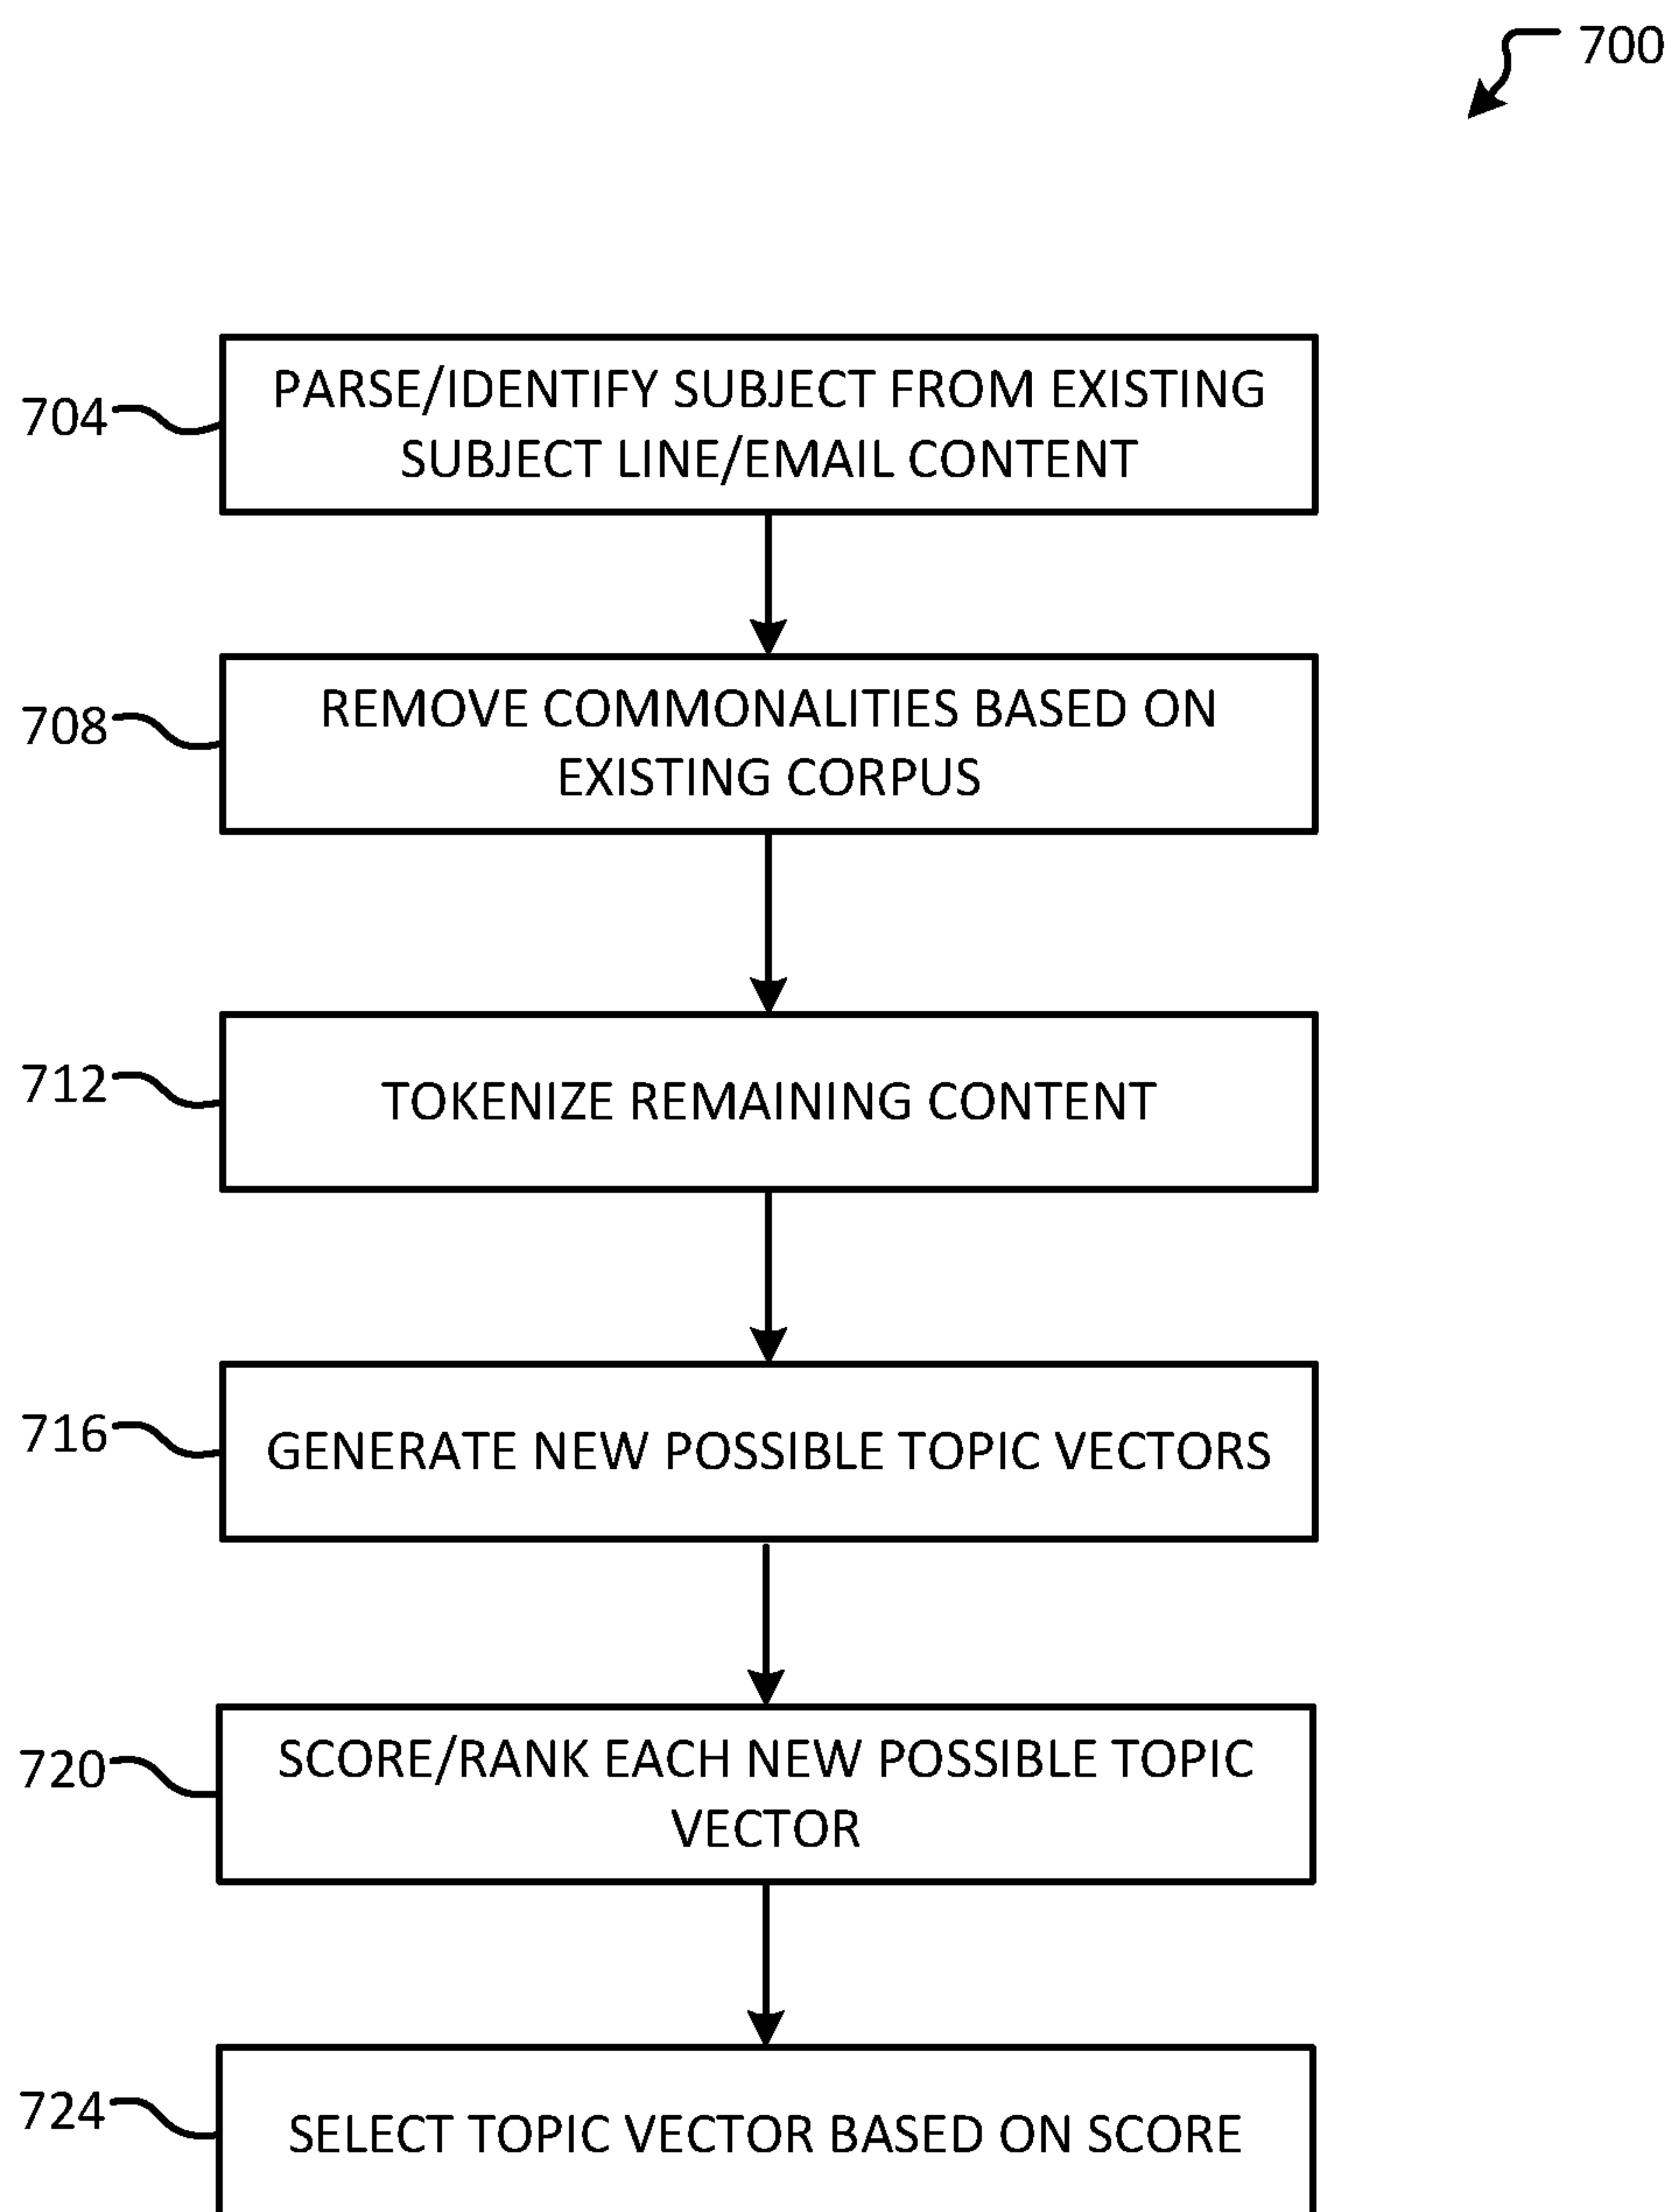 700
704
PARSE/IDENTIFY SUBJECT FROM EXISTING
SUBJECT LINE/EMAIL CONTENT
708
REMOVE COMMONALITIES BASED ON
EXISTING CORPUS
712
TOKENIZE REMAINING CONTENT
716
GENERATE NEW POSSIBLE TOPIC VECTORS
720
SCORE/RANK EACH NEW POSSIBLE TOPIC
VECTOR
724
SELECT TOPIC VECTOR BASED ON SCORE